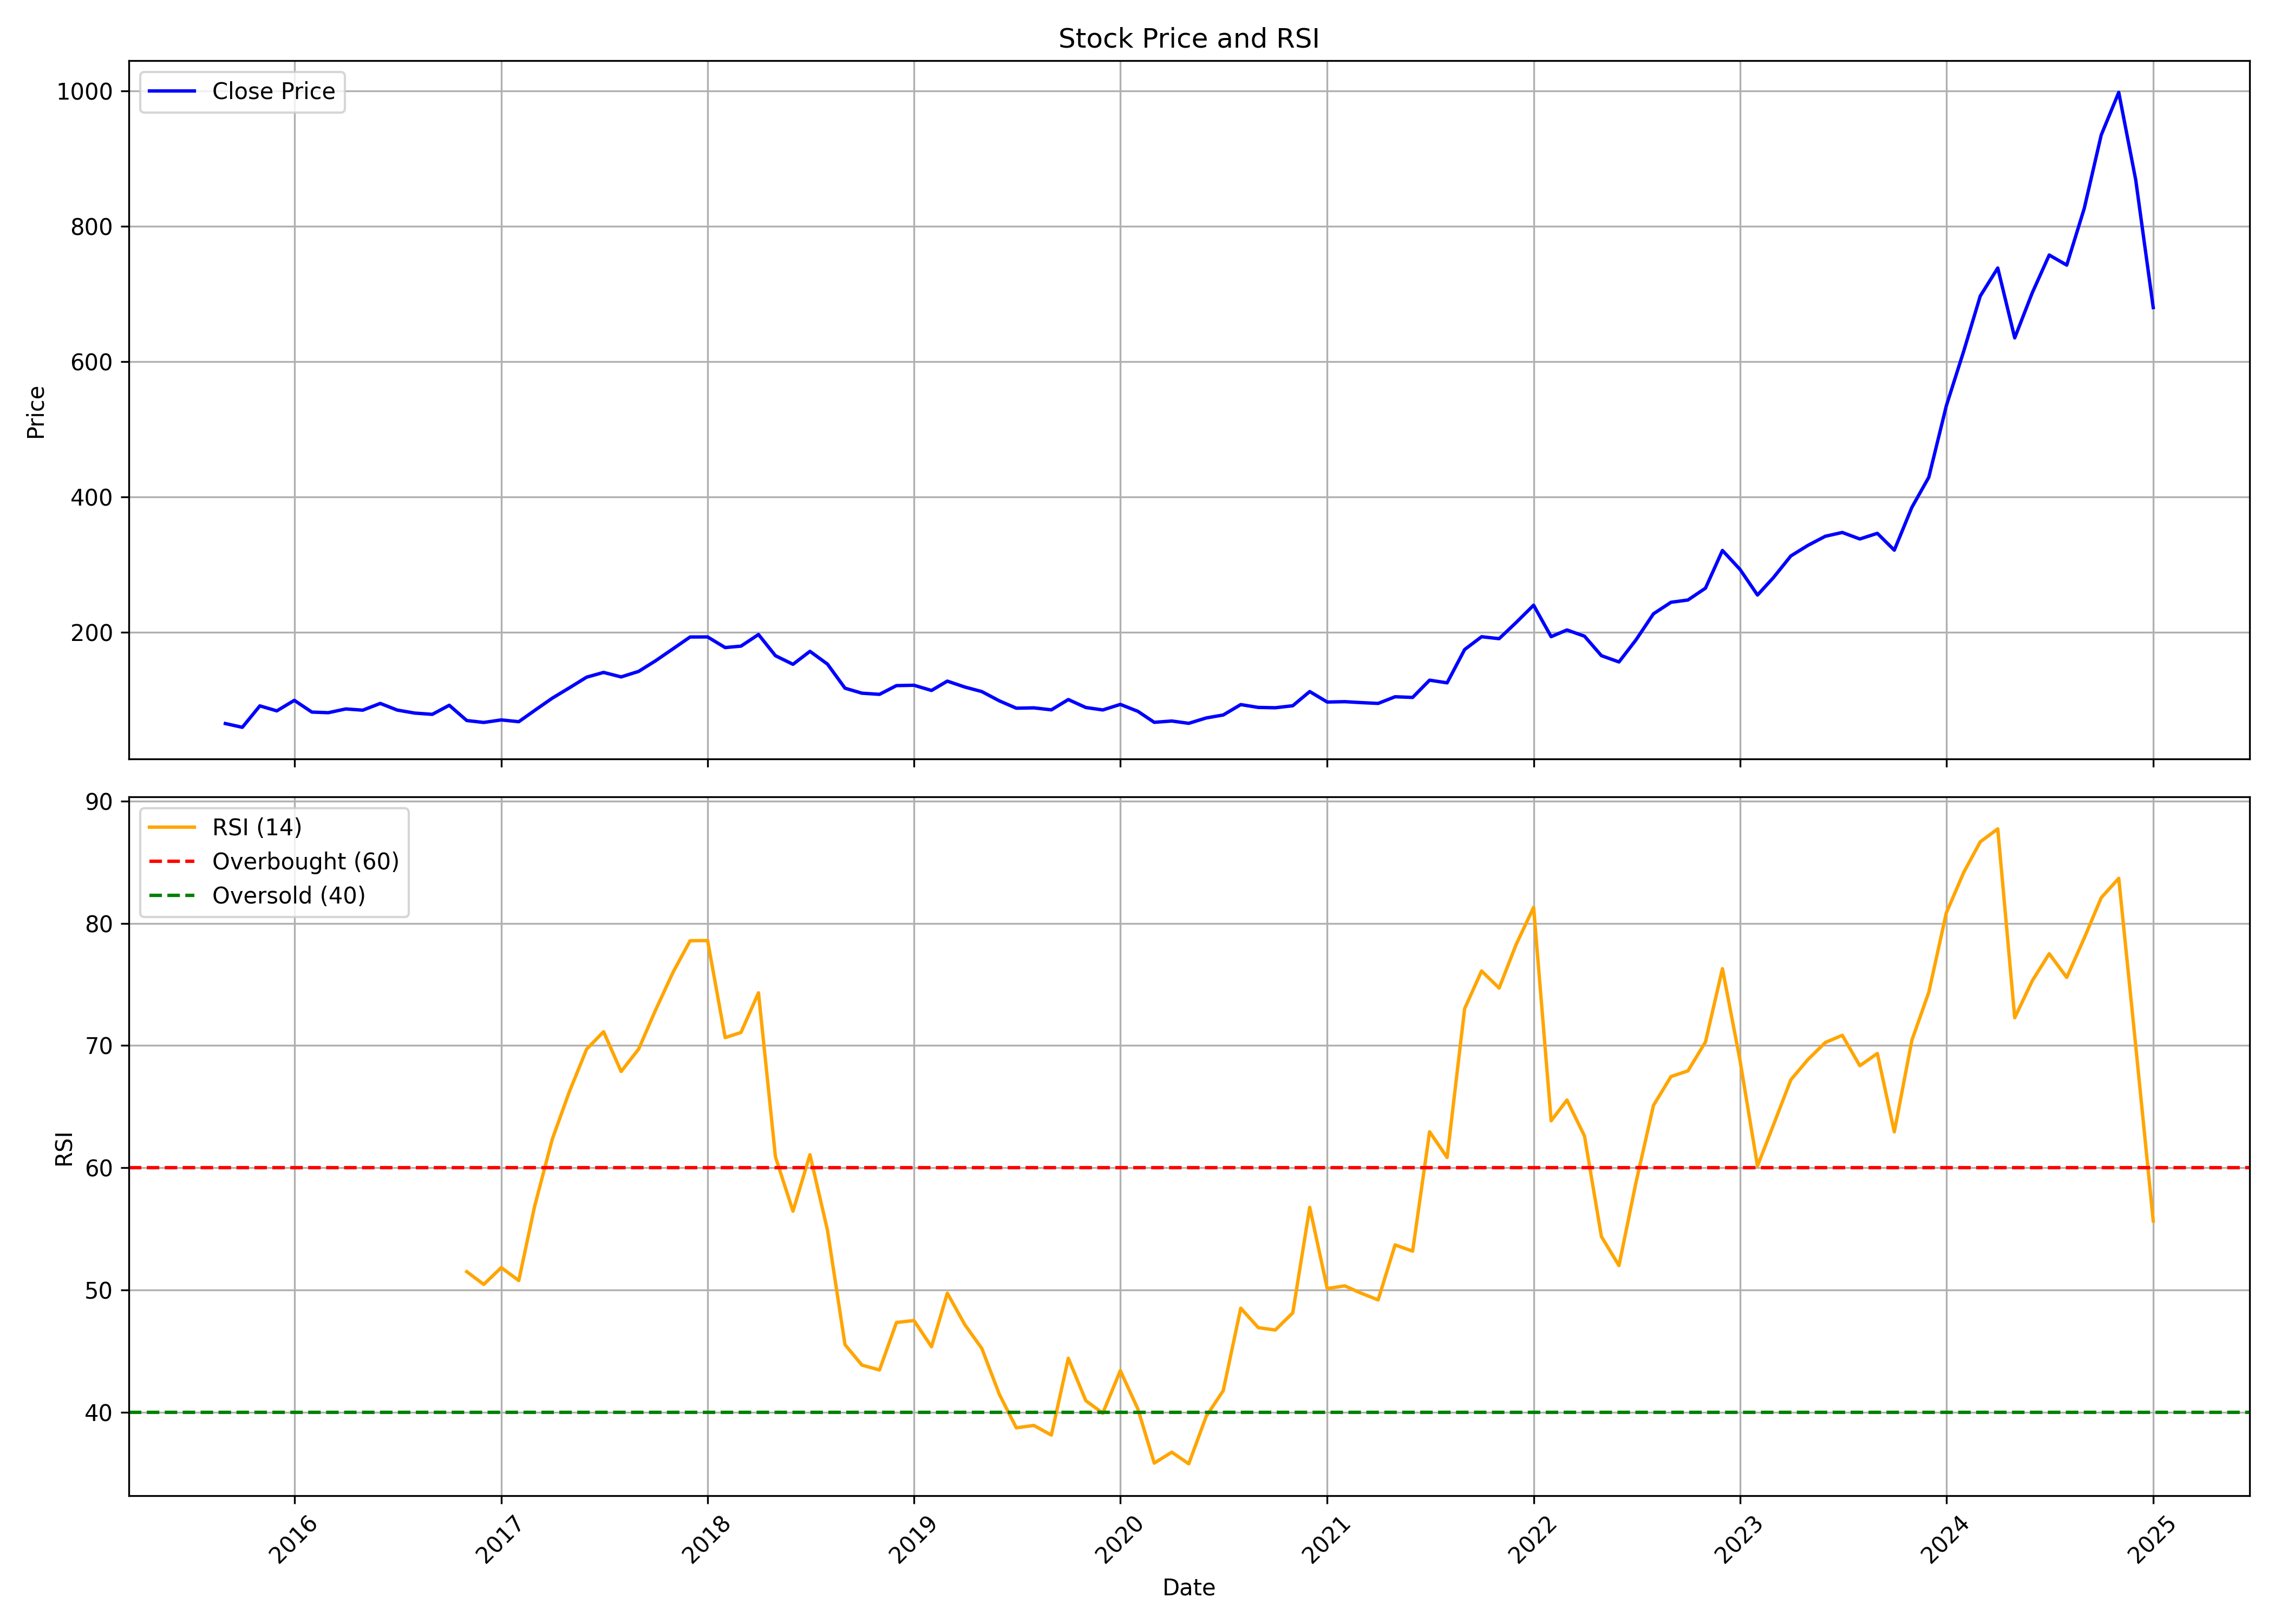 Stock Price and RSI
Close Price
1000
800
600
400
200
Price
RSI (14)
Overbought (60)
Oversold (40)
90
80
70
60
50
40
RSI
2016 2017 2018 2019 2020 2021 2022 2023 2024 2025
Date